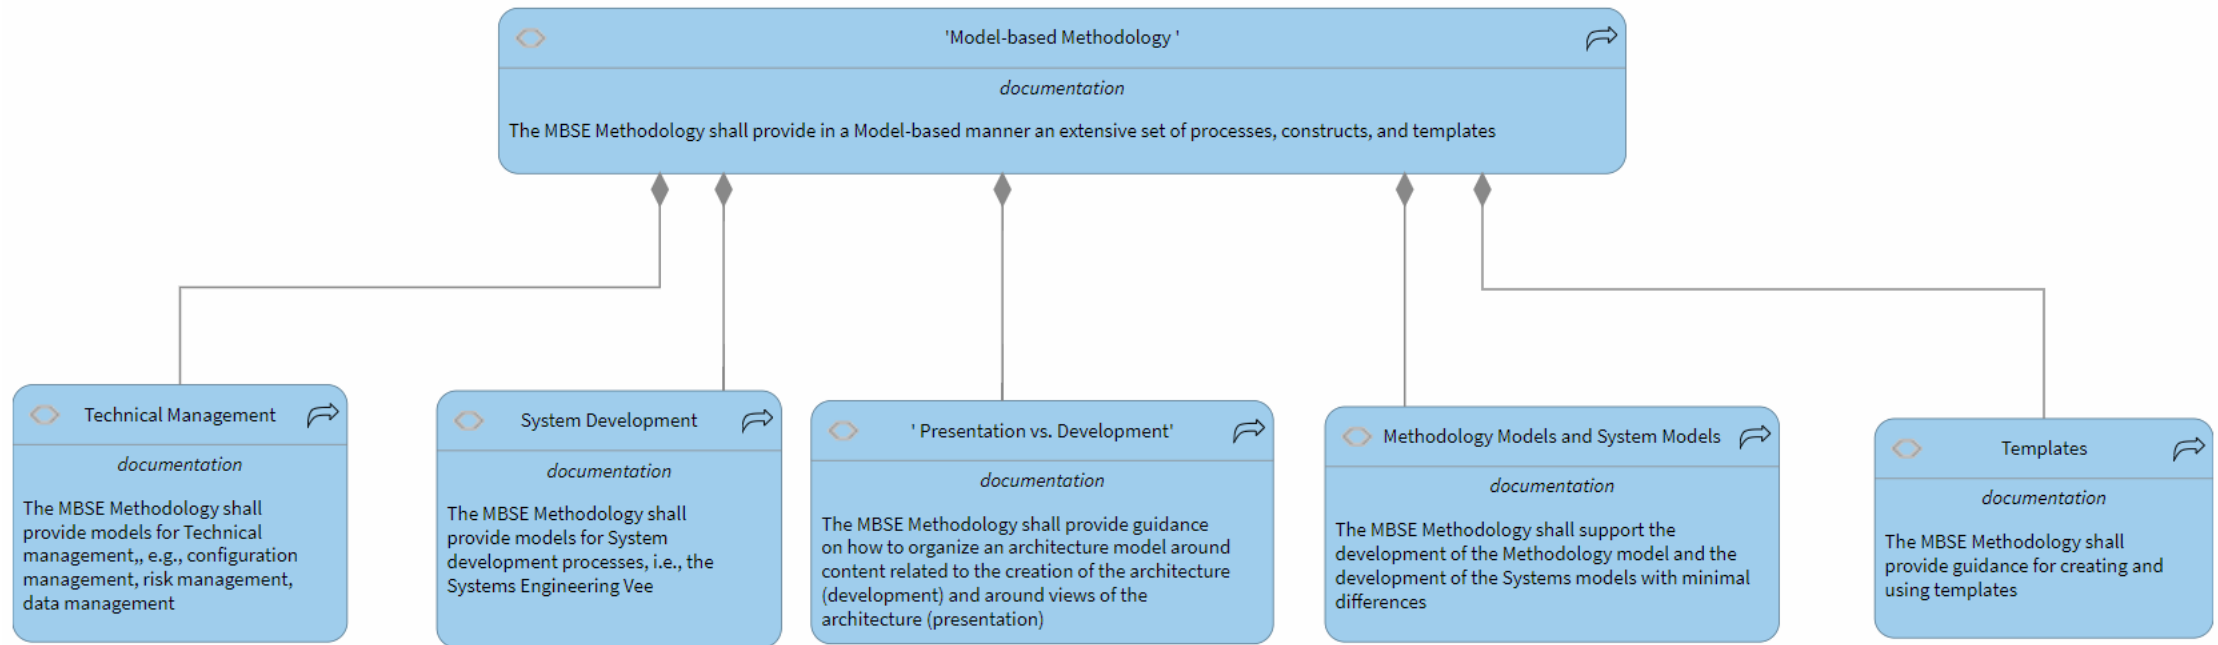 'Model-based Methodology '
documentation
The MBSE Methodology shall provide in a Model-based manner an extensive set of processes, constructs, and templates
Technical Management
documentation
The MBSE Methodology shall
provide models for Technical
management,, e.g., configuration
management, risk management,
data management
System Development
documentation
The MBSE Methodology shall
provide models for System
development processes, i.e., the
Systems Engineering Vee
' Presentation vs. Development'
documentation
The MBSE Methodology shall provide guidance
on how to organize an architecture model around
content related to the creation of the architecture
(development) and around views of the
architecture (presentation)
Methodology Models and System Models
documentation
The MBSE Methodology shall support the
development of the Methodology model and the
development of the Systems models with minimal
differences
Templates
documentation
The MBSE Methodology shall
provide guidance for creating and
using templates